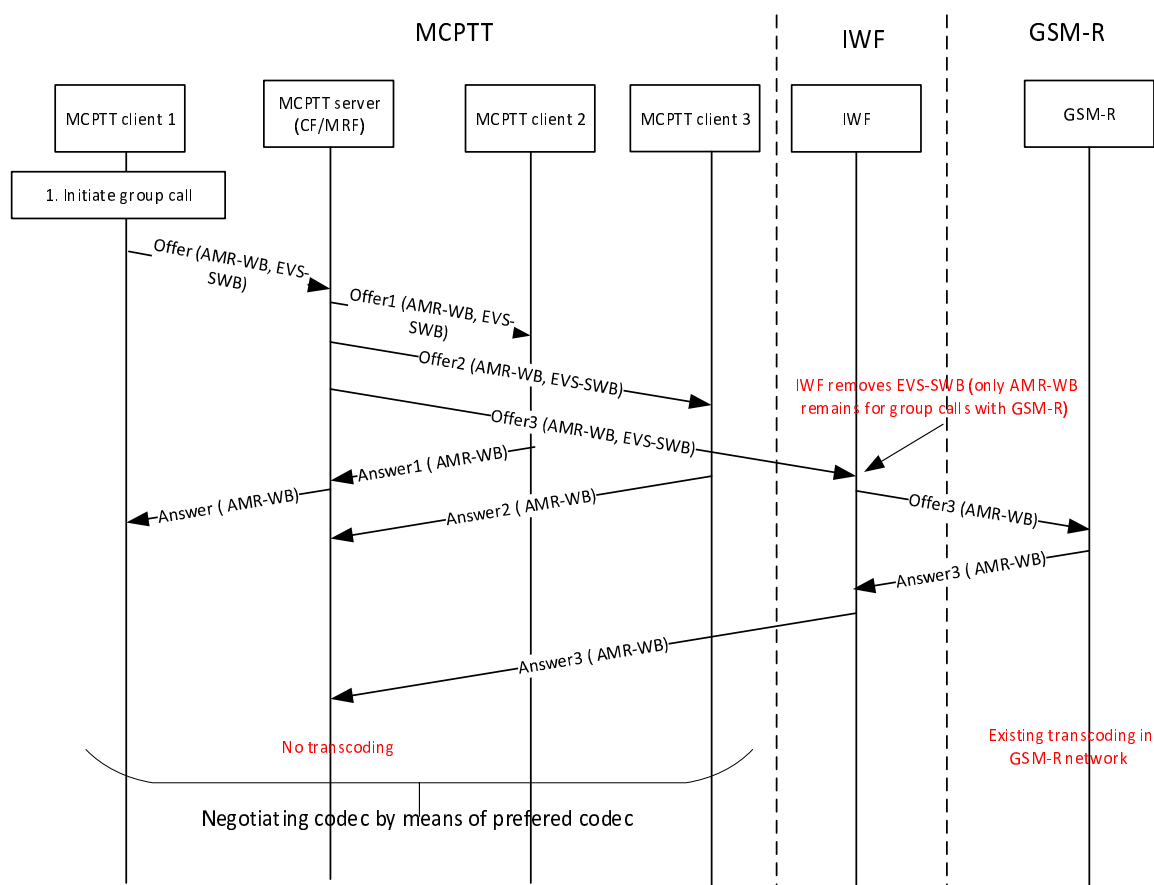 MCPTT
IWF
GSM-R
MCPTT client 1
MCPTT server
(CF/MRF)
MCPTT client 2
MCPTT client 3
IWF
GSM-R
1. Initiate group call
Offer (AMR-WB, EVS-
SWB)
Offer1 (AMR-WB, EVS-
SWB)
Offer2 (AMR-WB, EVS-SWB)
IWF removes EVS-SWB (only AMR-WB
remains for group calls with GSM-R)
Offer3 (AMR-WB, EVS-SWB)
Answer1 ( AMR-WB)
Answer ( AMR-WB)
Answer2 ( AMR-WB)
Offer3 (AMR-WB)
Answer3 ( AMR-WB)
Answer3 ( AMR-WB)
No transcoding
Existing transcoding in
GSM-R network
Negotiating codec by means of prefered codec